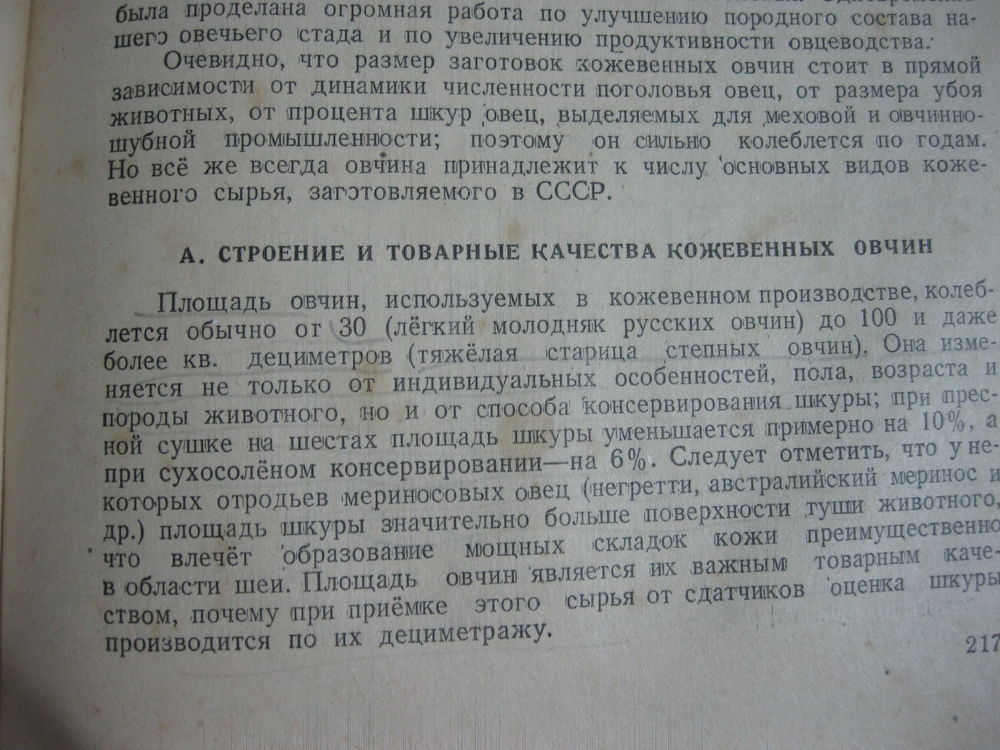 была проделана огромная работа по улучшению породного состава на-
шего овечьего стада и по увеличению продуктивности овцеводства.
Очевидно, что размер заготовок кожевенных овчин стоит в прямой
зависимости от динамики численности поголовья овец, от размера убоя
животных, от процента шкур овец, выделяемых для меховой и овчинно-
шубной промышленности; поэтому он сильно колеблется по годам.
Но всё же всегда овчина принадлежит к числу основных видов коже-
венного сырья, заготовляемого в СССР.
А. СТРОЕНИЕ И ТОВАРНЫЕ КАЧЕСТВА КОЖЕВЕННЫХ ОВЧИН
Площадь овчин, используемых в кожевенном производстве, колеб-
лется обычно от 30 (лёгкий молодняк русских овчин) до 100 и даже
более кв. дециметров (тяжёлая старица степных овчин). Она изме-
няется не только от индивидуальных особенностей, пола, возраста и
породы животного, но и от способа консервирования шкуры; при прес-
ной сушке на шестах площадь шкуры уменьшается примерно на 10%, а
при сухосолёном консервировании—на 6%. Следует отметить, что у не-
которых отродьев мериносовых овец (негретти, австралийский меринос и
др.) площадь шкуры значительно больше поверхности туши животного,
что влечёт образование мощных складок кожи преимущественно
в области шеи. Площадь овчин является их важным товарным каче-
ством, почему при приёмке этого сырья от сдатчиков оценка шкуры
производится по их дециметражу.
217